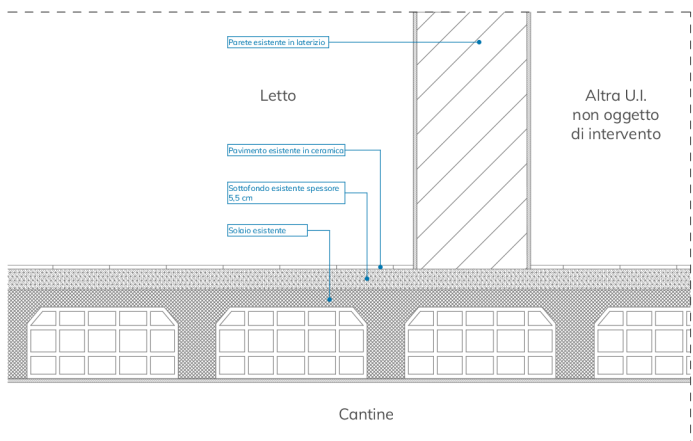 Parete esistente in laterizio
Letto
Altra U.I.
non oggetto
di intervento
Pavimento esistente in ceramica
Sottofondo esistente spessore
5,5 cm
Solaio esistente
Cantine